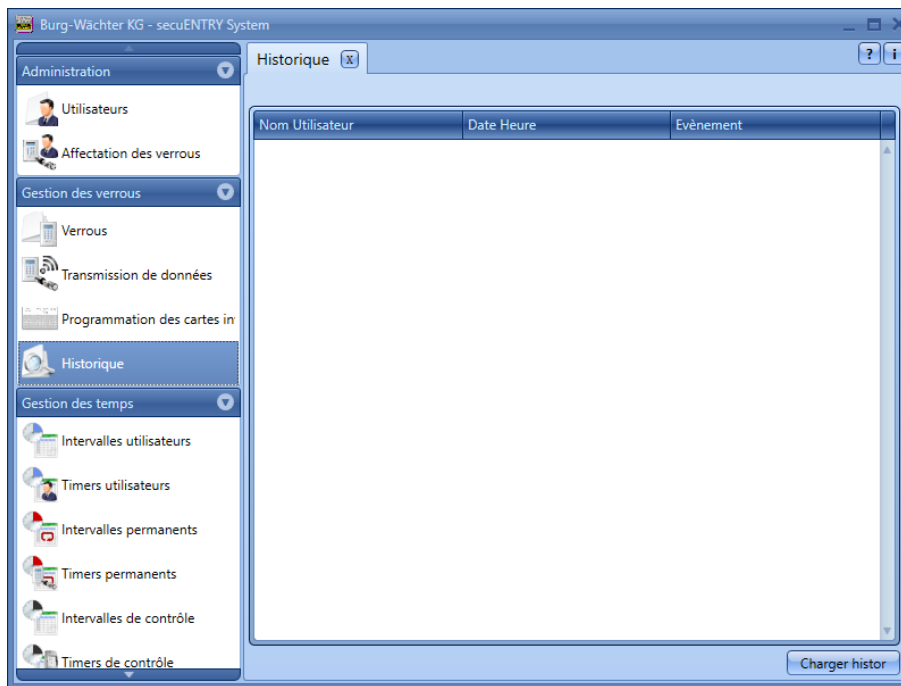 Burg-Wächter KG - secuENTRY System
Administration
Utilisateurs
Affectation des verrous
Gestion des verrous
Verrous
Transmission de données
Programmation des cartes in
Historique
Gestion des temps
Intervalles utilisateurs
Timers utilisateurs
Intervalles permanents
Timers permanents
Intervalles de contrôle
Timers de contrôle
Historique x
? i
Nom Utilisateur Date Heure Evènement
Charger histor